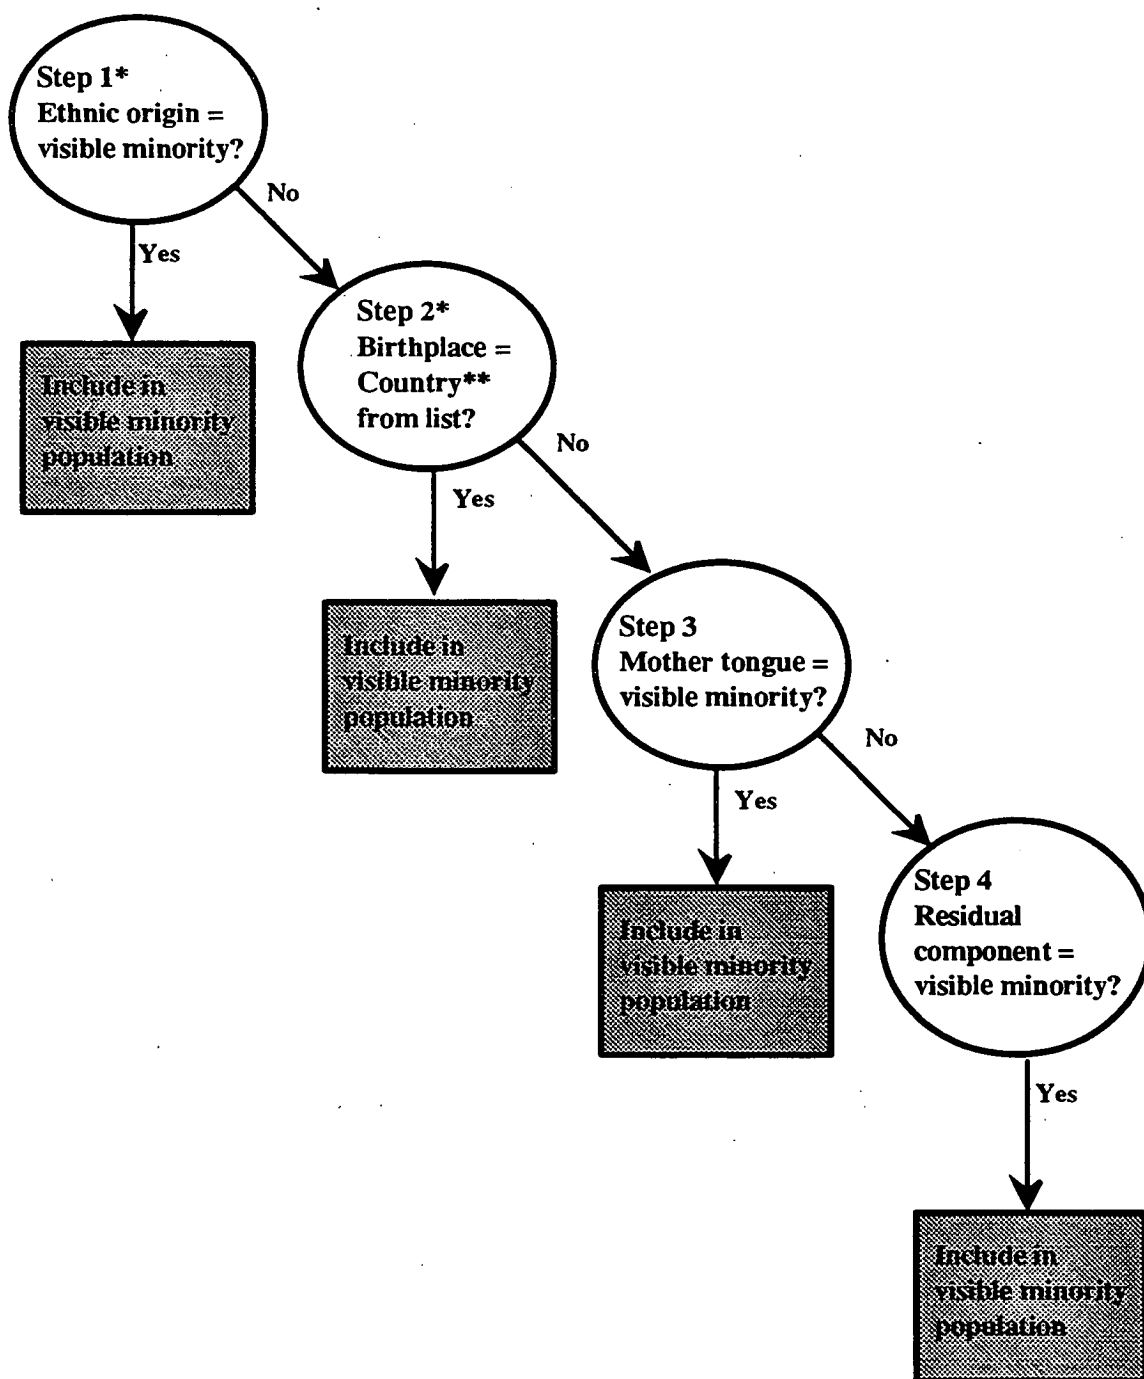 Step 1*
Ethnic origin =
visible minority?
No
Yes
Include in
visible minority
population
Step 2*
Birthplace =
Country**
from list?
No
Yes
Include in
visible minority
population
Step 3
Mother tongue =
visible minority?
No
Yes
Include in
visible minority
population
Step 4
Residual
component =
visible minority?
Yes
Include in
visible minority
population